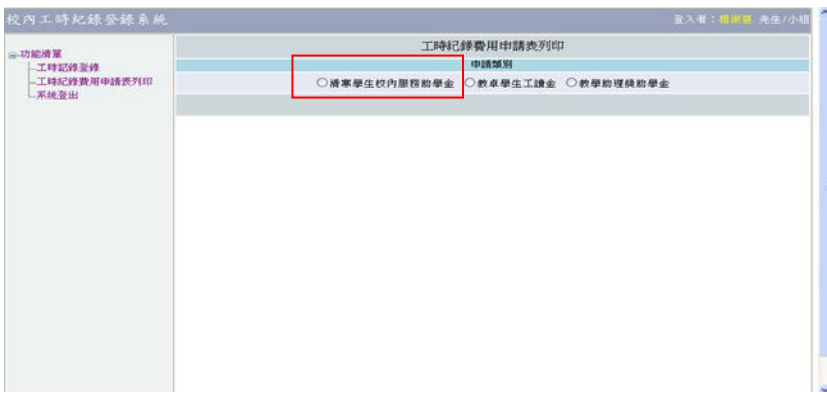 校內工時紀錄登錄系統
登入者： 先生/小姐
功能清單
工時記錄登錄
工時紀錄費用申請表列印
系統登出
工時紀錄費用申請表列印
申請類別
○清寒學生校內服務助學金 ○教卓學生工讀金 ○教學助理獎助學金